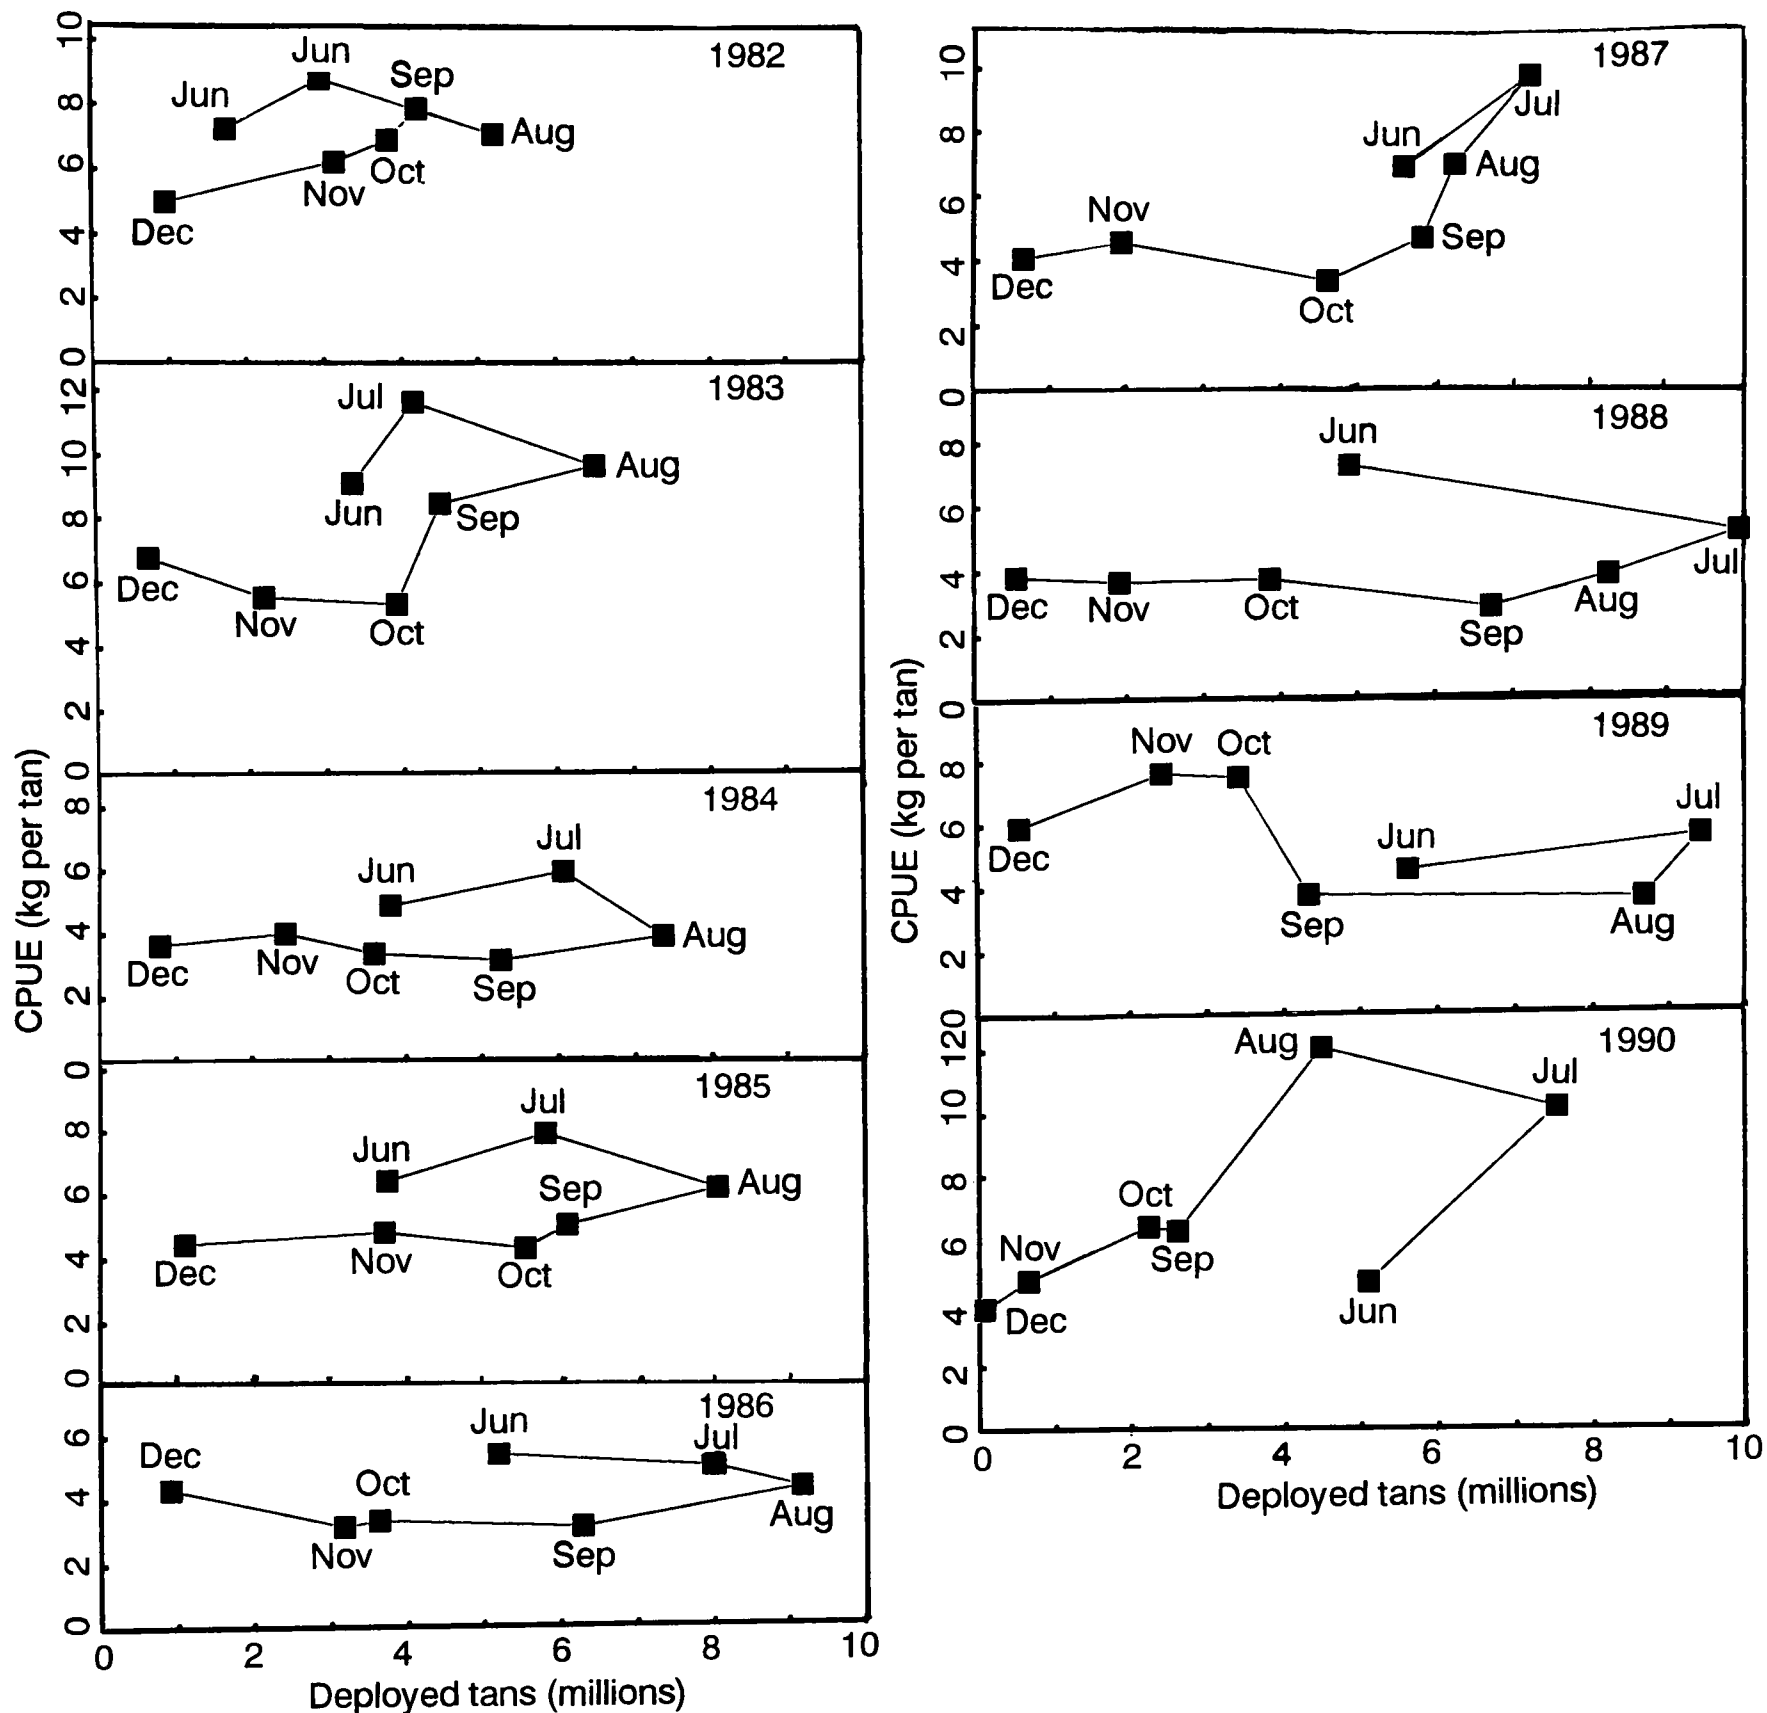 10
8
6
4
2
0
1982
Jun
Jun
Sep
Aug
Oct
Nov
Dec
12
10
8
6
4
2
0
1983
Jul
Aug
Jun
Sep
Dec
Nov
Oct
8
6
4
2
0
1984
Jul
Jun
Aug
Dec
Nov
Oct
Sep
8
6
4
2
0
1985
Jul
Jun
Sep
Aug
Dec
Nov
Oct
6
4
2
0
1986
Jun
Jul
Dec
Oct
Aug
Nov
Sep
0 2 4 6 8 10
Deployed tans (millions)
CPUE (kg per tan)
10
8
6
4
2
0
1987
Jul
Jun
Aug
Nov
Sep
Dec
Oct
8
6
4
2
0
1988
Jun
Jul
Dec
Nov
Oct
Aug
Sep
8
6
4
2
0
1989
Nov Oct
Jul
Jun
Dec
Sep
Aug
12
10
8
6
4
2
0
1990
Aug
Jul
Oct
Nov
Sep
Dec
Jun
0 2 4 6 8 10
Deployed tans (millions)
CPUE (kg per tan)